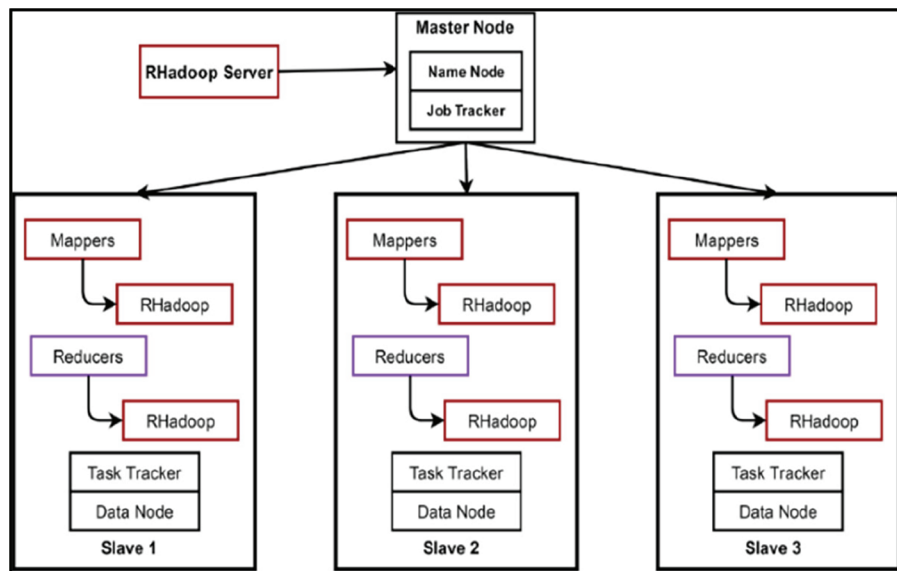 Master Node
RHadoop Server
Name Node
Job Tracker
Mappers
RHadoop
Reducers
RHadoop
Task Tracker
Data Node
Slave 1
Mappers
RHadoop
Reducers
RHadoop
Task Tracker
Data Node
Slave 2
Mappers
RHadoop
Reducers
RHadoop
Task Tracker
Data Node
Slave 3